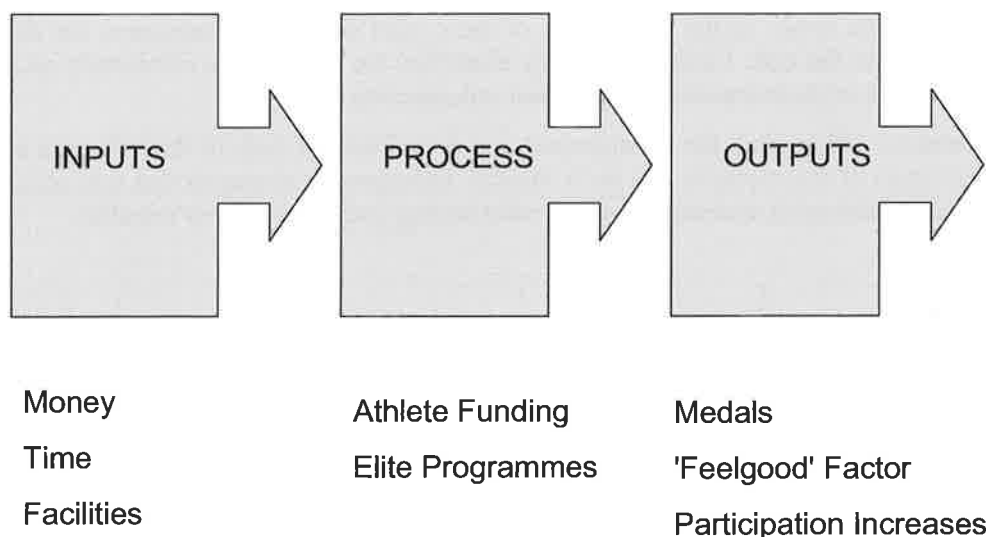 INPUTS
PROCESS
OUTPUTS
Money
Time
Facilities
Athlete Funding
Elite Programmes
Medals
'Feelgood' Factor
Participation Increases